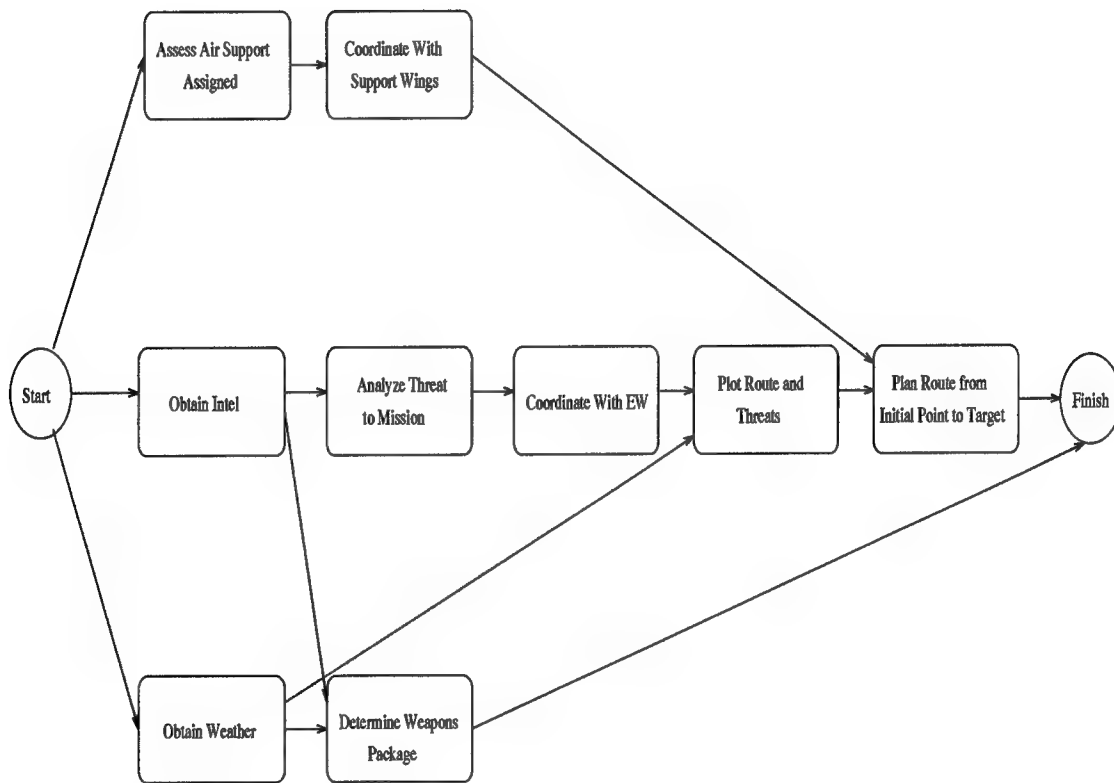 Assess Air Support
Assigned
Coordinate With
Support Wings
Start
Obtain Intel
Analyze Threat
to Mission
Coordinate With EW
Plot Route and
Threats
Plan Route from
Initial Point to Target
Finish
Obtain Weather
Determine Weapons
Package